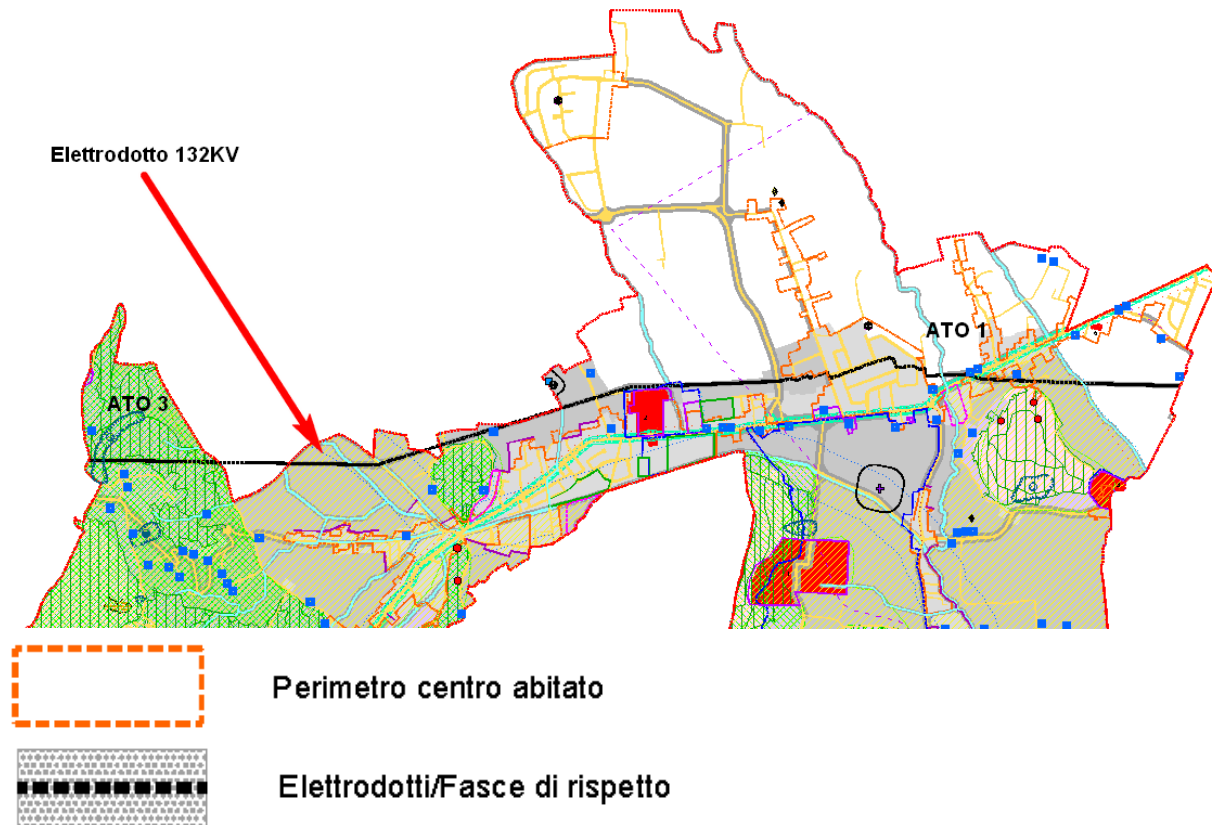 Elettrodotto 132KV
ATO 1
ATO 3
Perimetro centro abitato
Elettrodotti/Fasce di rispetto